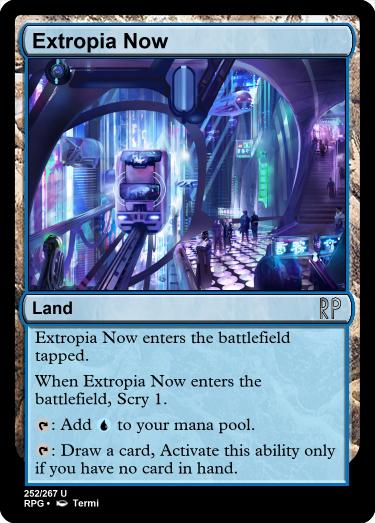 Extropia Now
Land
RP
Extropia Now enters the battlefield
tapped.
When Extropia Now enters the
battlefield, Scry 1.
: Add to your mana pool.
: Draw a card, Activate this ability only
if you have no card in hand.
252/267 U
RPG • Termi